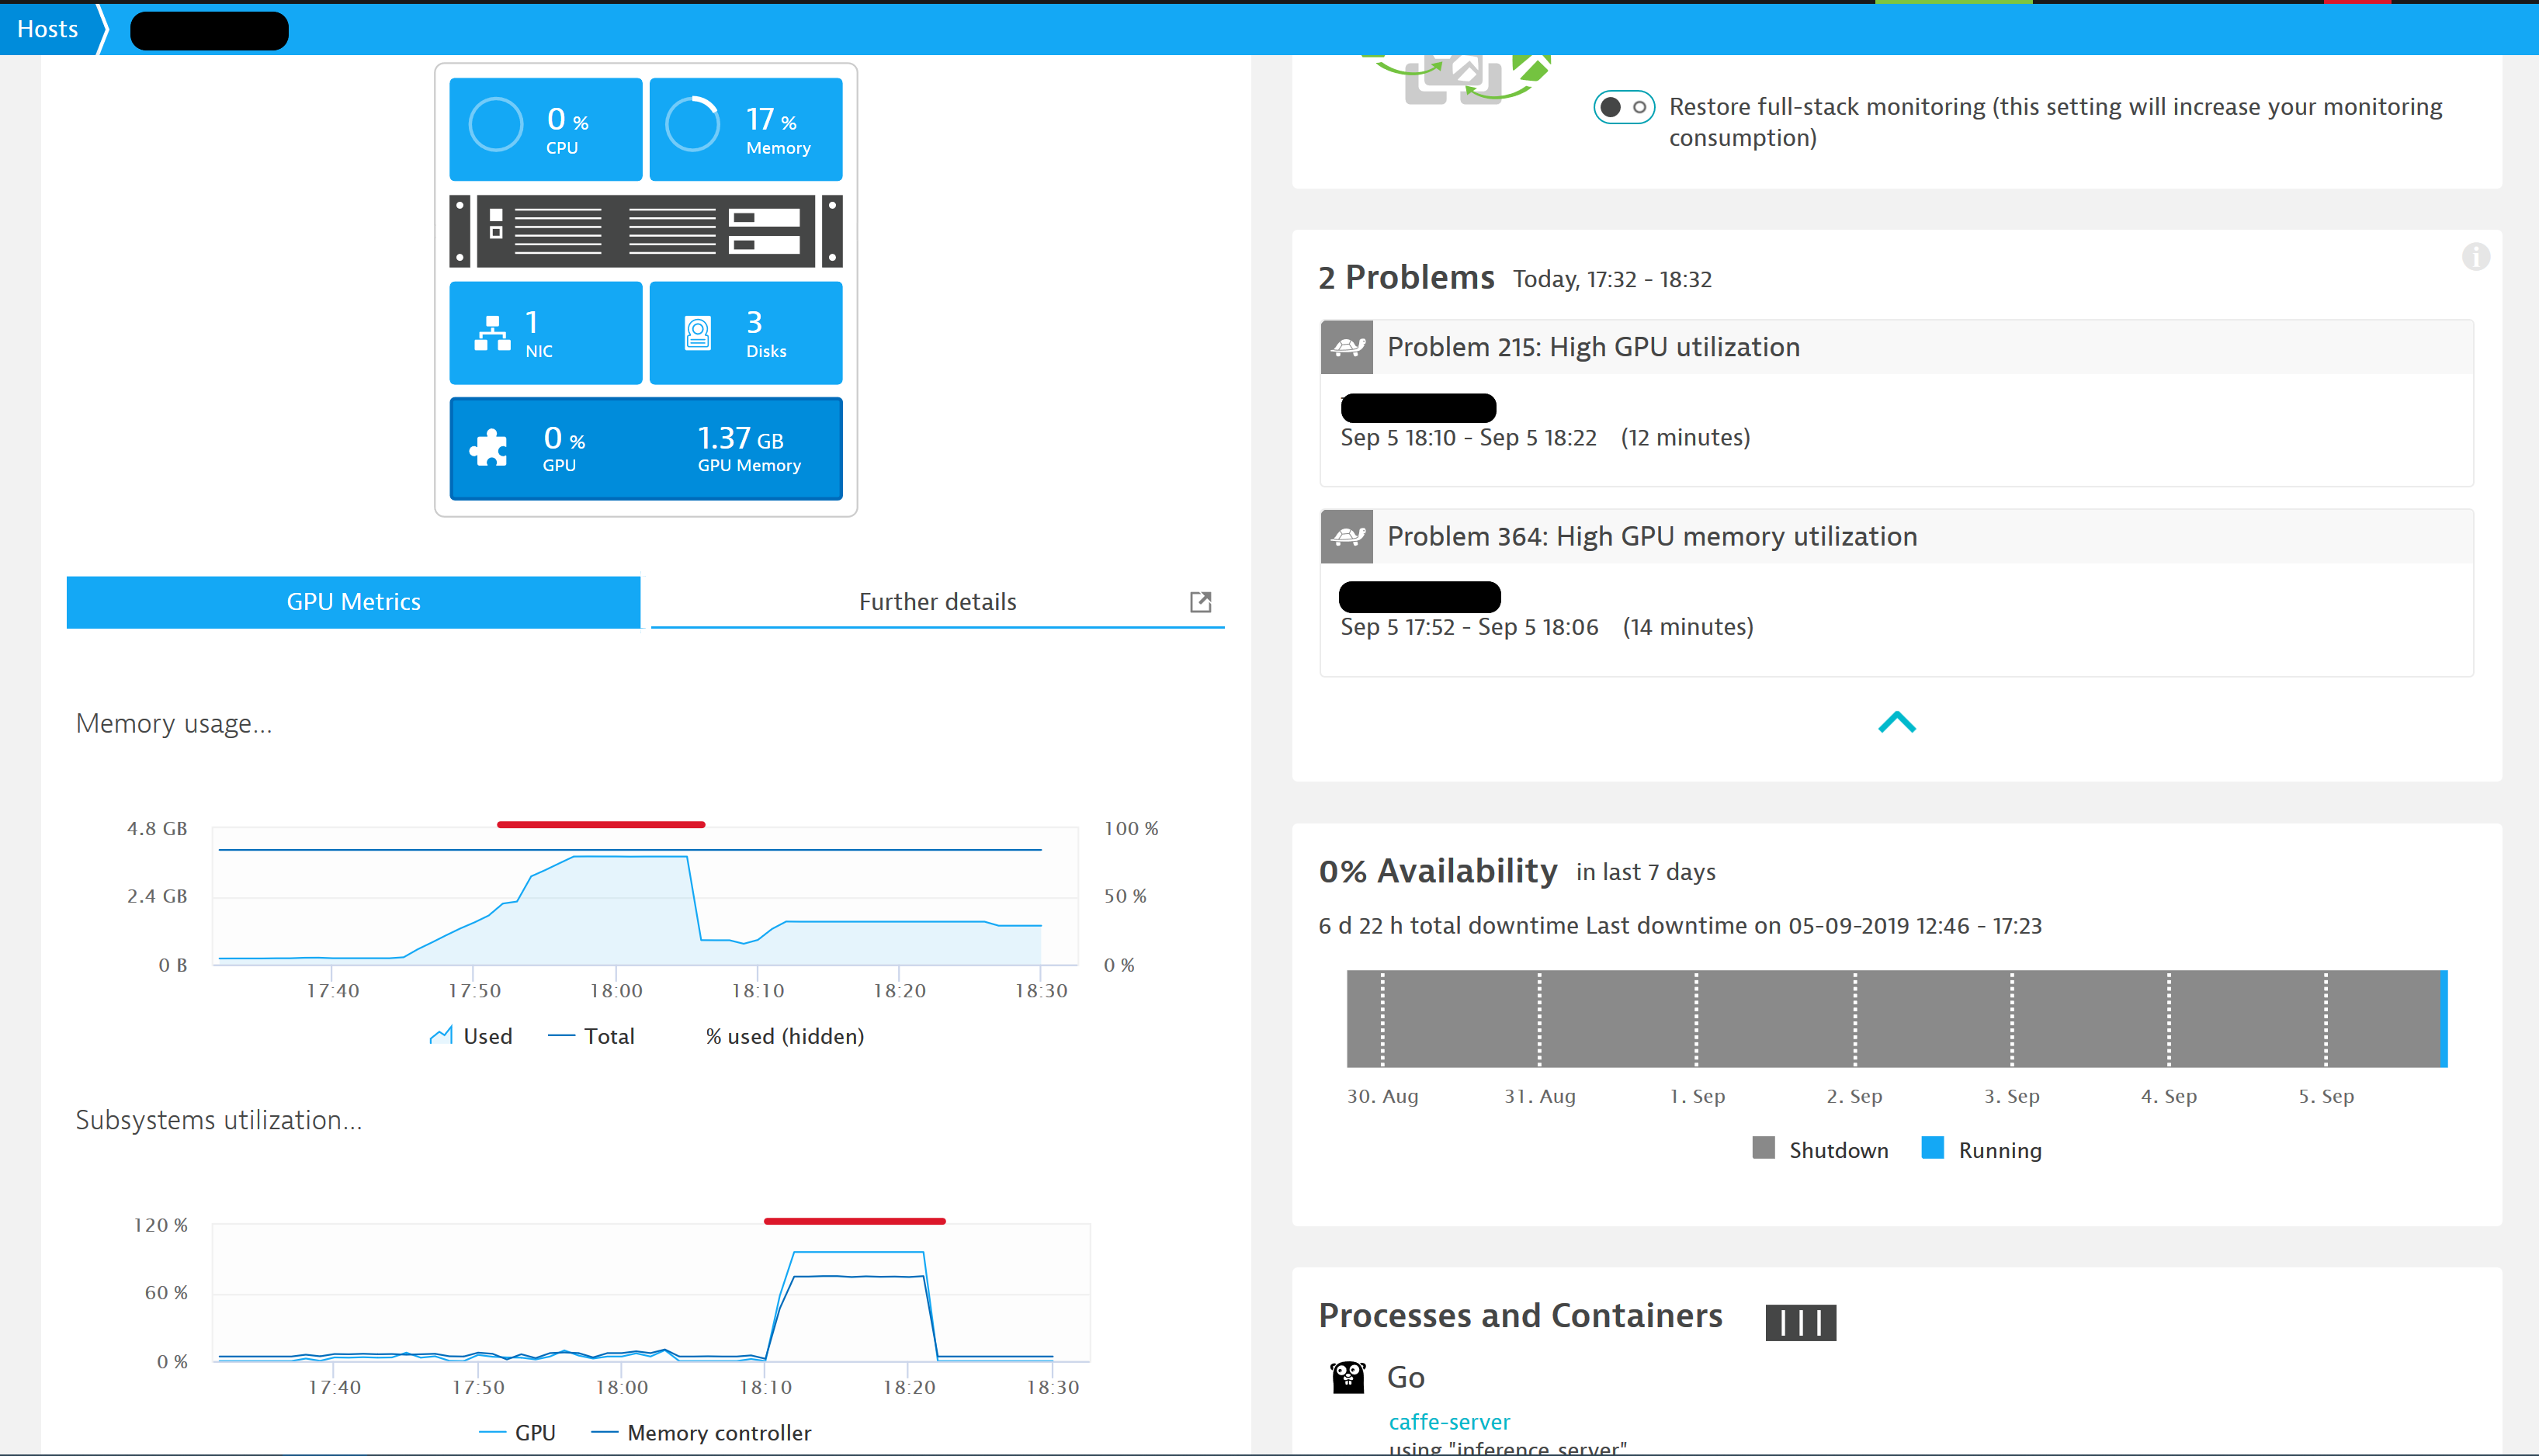 Hosts
0 %
CPU
17 %
Memory
1
NIC
3
Disks
0 %
GPU
1.37 GB
GPU Memory
GPU Metrics
Further details
Memory usage...
4.8 GB
2.4 GB
0 B
100 %
50 %
0 %
17:40 17:50 18:00 18:10 18:20 18:30
Used Total % used (hidden)
Subsystems utilization...
120 %
60 %
0 %
17:40 17:50 18:00 18:10 18:20 18:30
GPU Memory controller
Restore full-stack monitoring (this setting will increase your monitoring
consumption)
2 Problems Today, 17:32 - 18:32
Problem 215: High GPU utilization
Sep 5 18:10 - Sep 5 18:22 (12 minutes)
Problem 364: High GPU memory utilization
Sep 5 17:52 - Sep 5 18:06 (14 minutes)
0% Availability in last 7 days
6 d 22 h total downtime Last downtime on 05-09-2019 12:46 - 17:23
30. Aug 31. Aug 1. Sep 2. Sep 3. Sep 4. Sep 5. Sep
Shutdown Running
Processes and Containers
Go
caffe-server
using "inference_server"